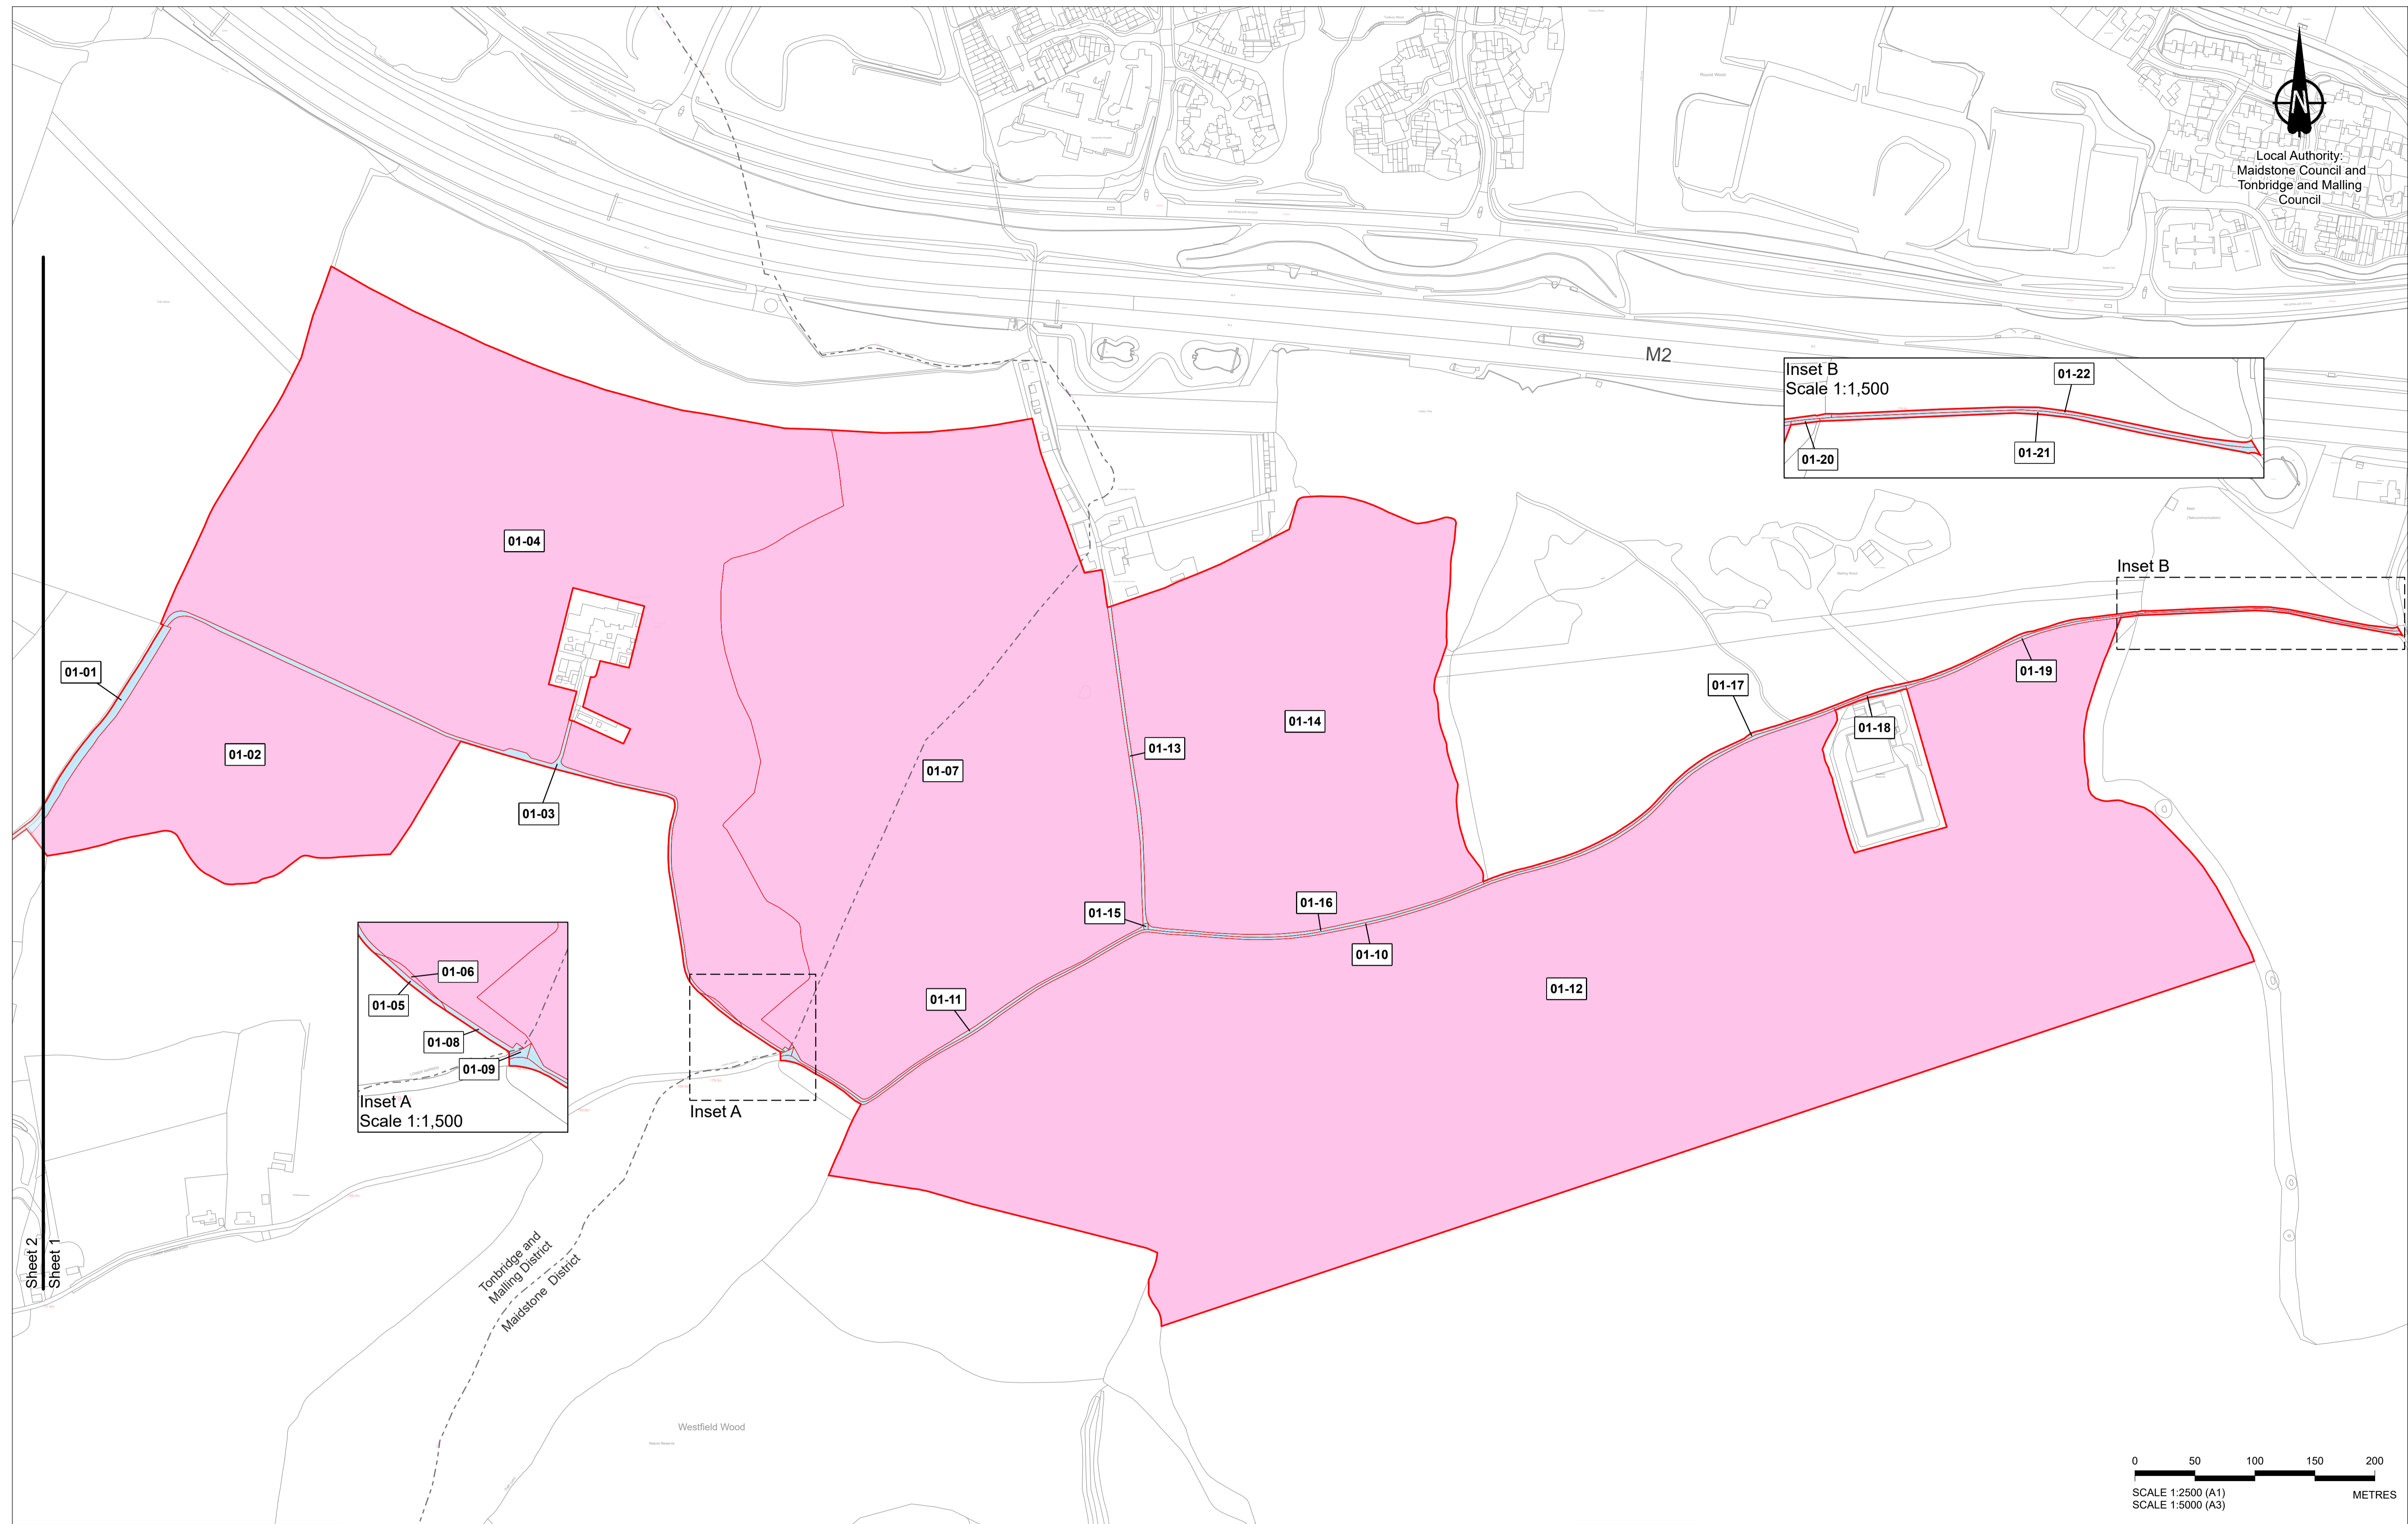 Round Wood
N
Local Authority:
Maidstone Council and
Tonbridge and Malling
Council
M2
Inset B
Scale 1:1,500
01-22
01-21
01-20
01-04
Inset B
01-01
01-02
01-03
01-07
01-13
01-14
01-17
01-18
01-19
01-15
01-16
01-10
01-11
01-12
01-06
01-05
01-08
01-09
Inset A
Scale 1:1,500
Inset A
Sheet 2
Sheet 1
Tonbridge and
Malling District
Maidstone District
Westfield Wood
Nature Reserve
0 50 100 150 200
SCALE 1:2500 (A1)
SCALE 1:5000 (A3)
METRES